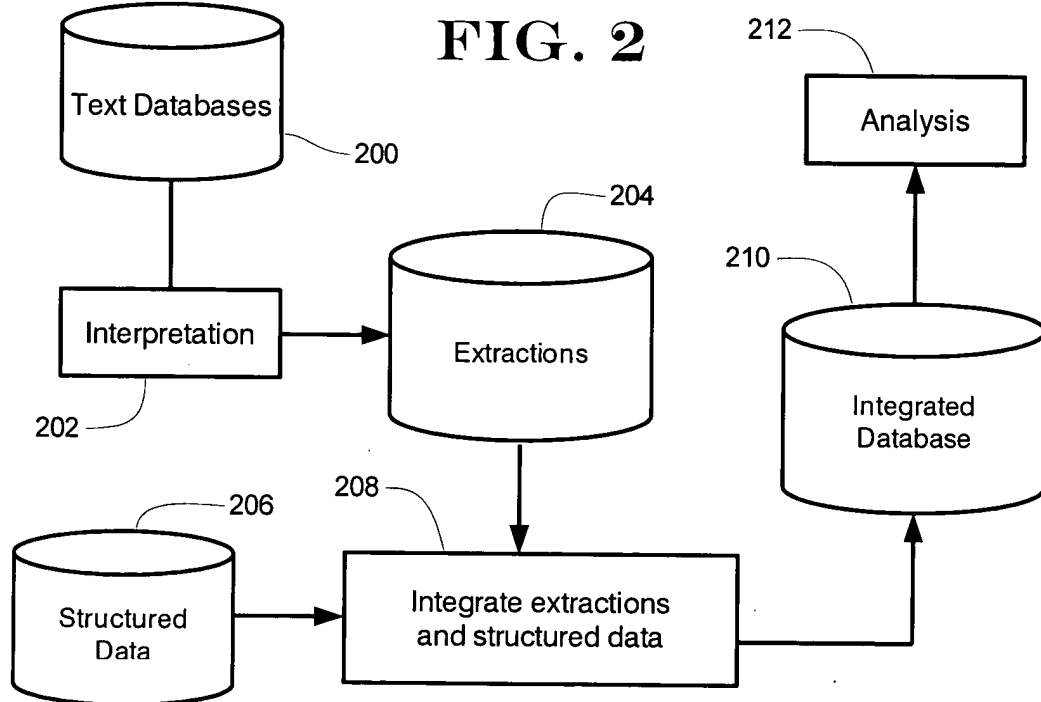 FIG. 2
Text Databases
200
Interpretation
202
204
Extractions
206
Structured
Data
208
Integrate extractions
and structured data
210
Integrated
Database
212
Analysis